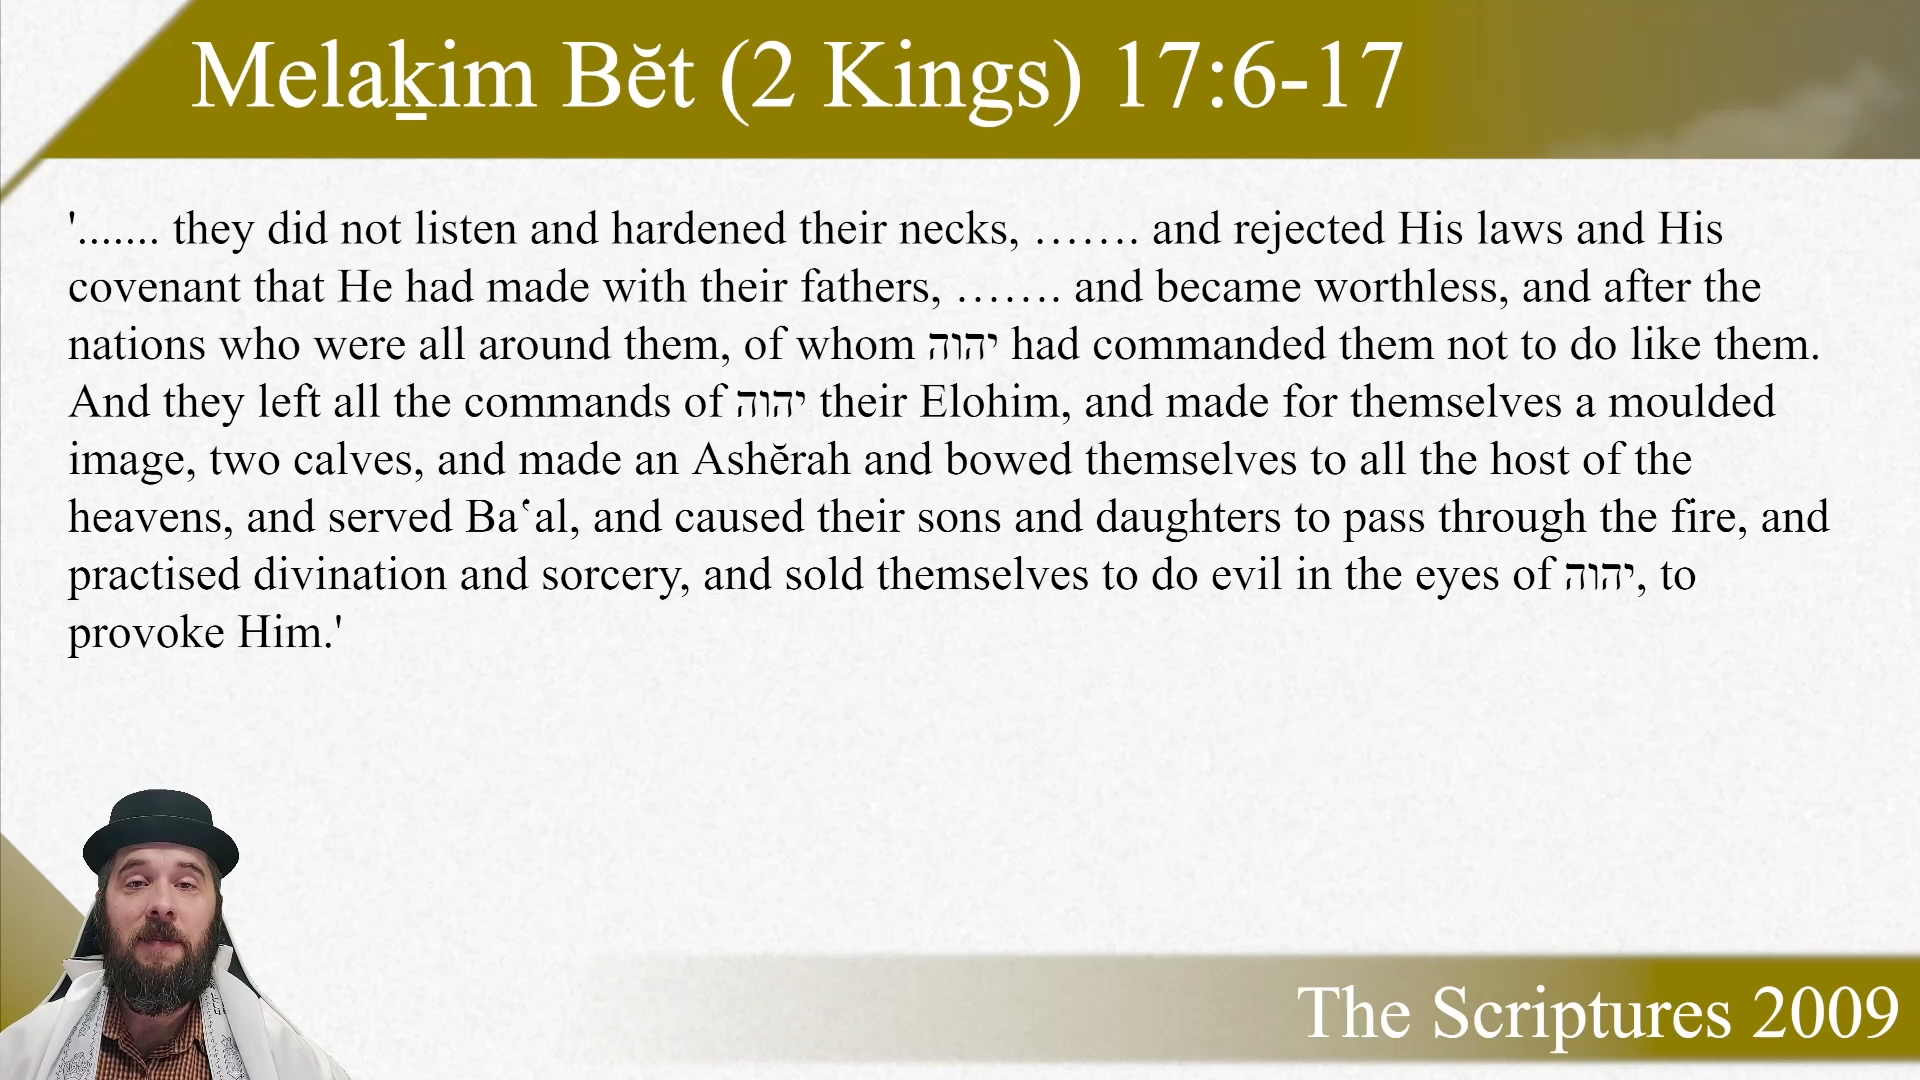 Melaḵim Bĕt (2 Kings) 17:6-17
'....... they did not listen and hardened their necks, ……. and rejected His laws and His
covenant that He had made with their fathers, ……. and became worthless, and after the
nations who were all around them, of whom יהוה had commanded them not to do like them.
And they left all the commands of יהוה their Elohim, and made for themselves a moulded
image, two calves, and made an Ashĕrah and bowed themselves to all the host of the
heavens, and served Baʽal, and caused their sons and daughters to pass through the fire, and
practised divination and sorcery, and sold themselves to do evil in the eyes of יהוה, to
provoke Him.'
The Scriptures 2009